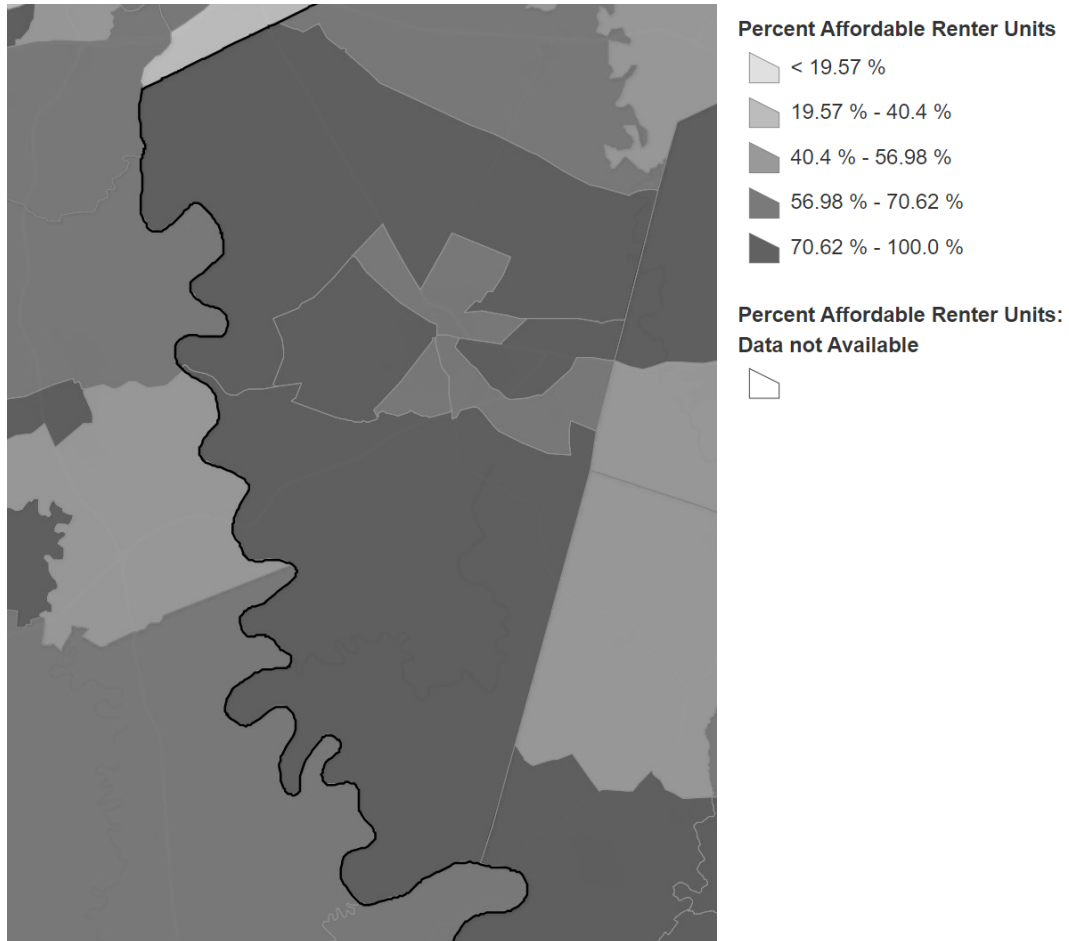 Percent Affordable Renter Units
< 19.57 %
19.57 % - 40.4 %
40.4 % - 56.98 %
56.98 % - 70.62 %
70.62 % - 100.0 %
Percent Affordable Renter Units:
Data not Available